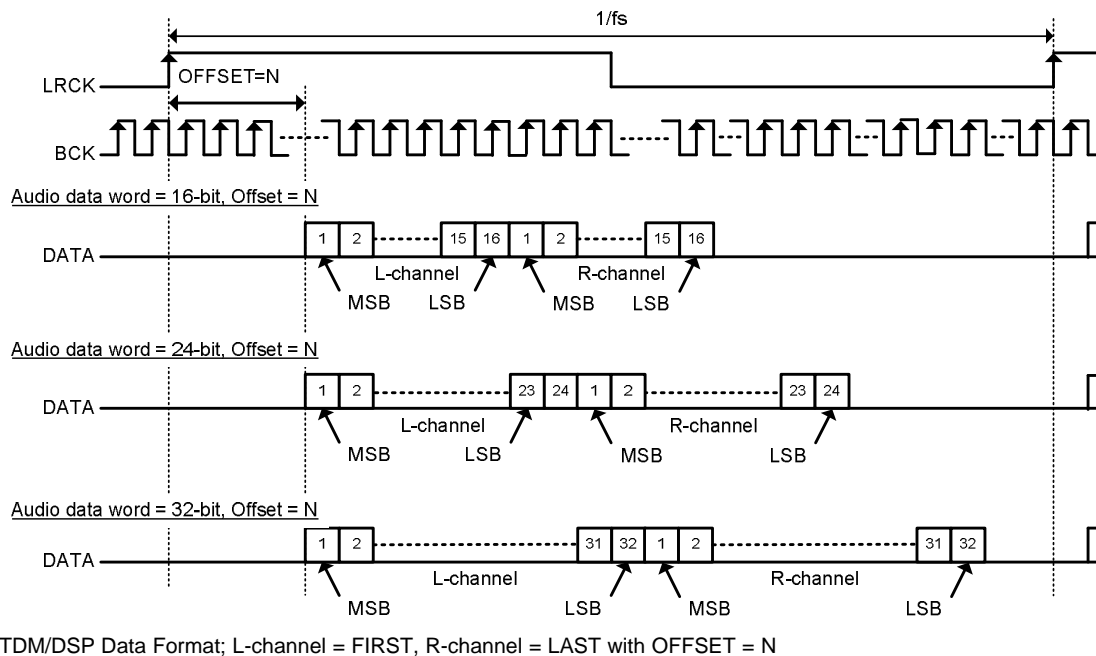 1/fs
LRCK
OFFSET=N
BCK
Audio data word = 16-bit, Offset = N
DATA
1 2 15 16 1 2 15 16
L-channel R-channel
MSB LSB MSB LSB
Audio data word = 24-bit, Offset = N
DATA
1 2 23 24 1 2 23 24
L-channel R-channel
MSB LSB MSB LSB
Audio data word = 32-bit, Offset = N
DATA
1 2 31 32 1 2 31 32
L-channel R-channel
MSB LSB MSB LSB
TDM/DSP Data Format; L-channel = FIRST, R-channel = LAST with OFFSET = N